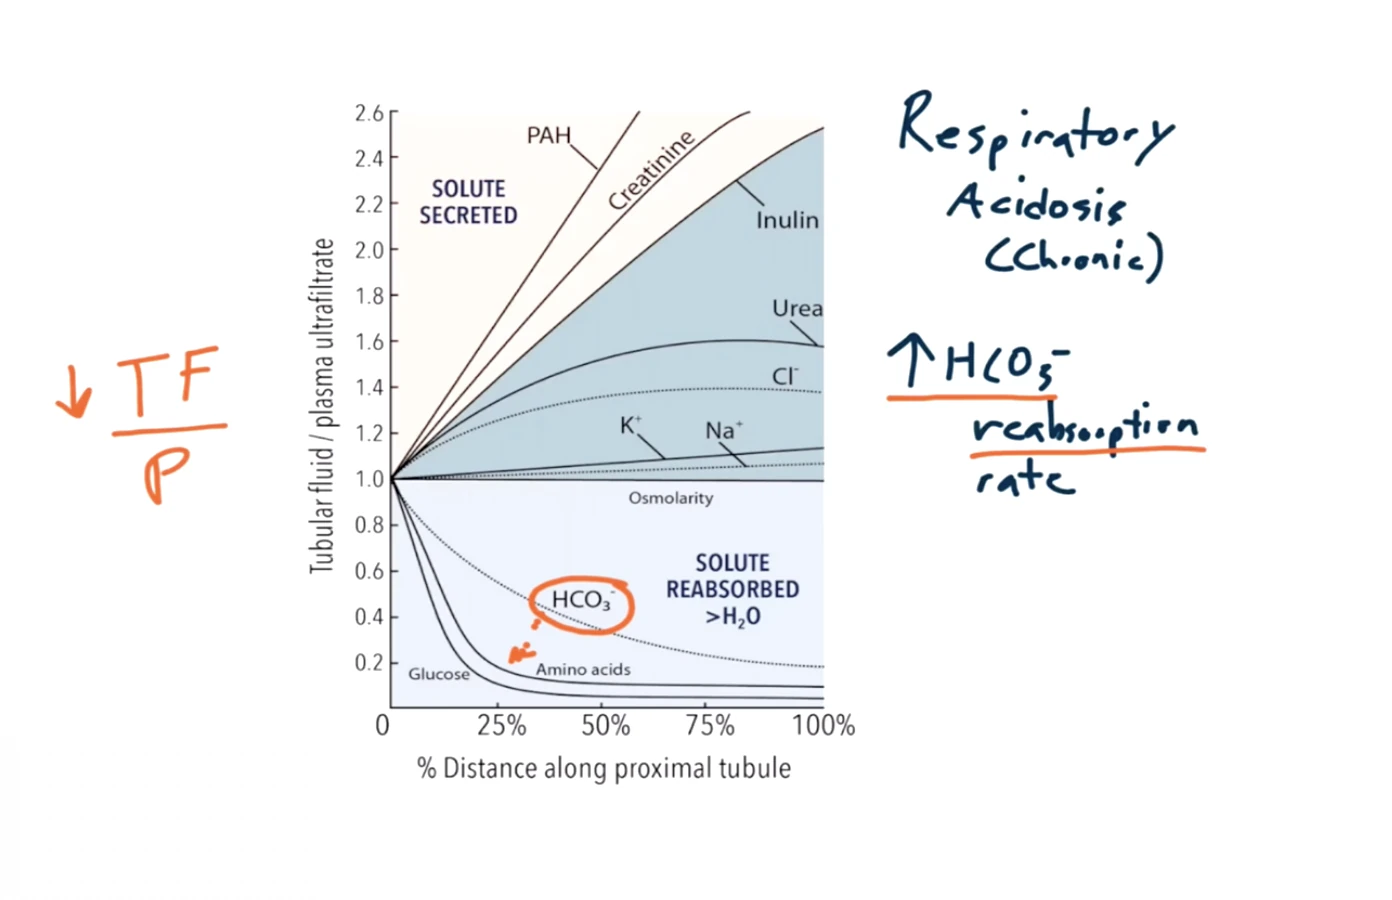 2.6
2.4
2.2
2.0
1.8
1.6
1.4
1.2
1.0
0.8
0.6
0.4
0.2
0
25%
50%
75%
100%
Tubular fluid / plasma ultrafiltrate
% Distance along proximal tubule
PAH
Creatinine
SOLUTE
SECRETED
Inulin
Urea
Cl⁻
K⁺
Na⁺
Osmolarity
SOLUTE
REABSORBED
>H₂O
HCO₃⁻
Amino acids
Glucose
↓ TF
P
Respiratory
Acidosis
(Chronic)
↑ HCO₃⁻
reabsorption
rate